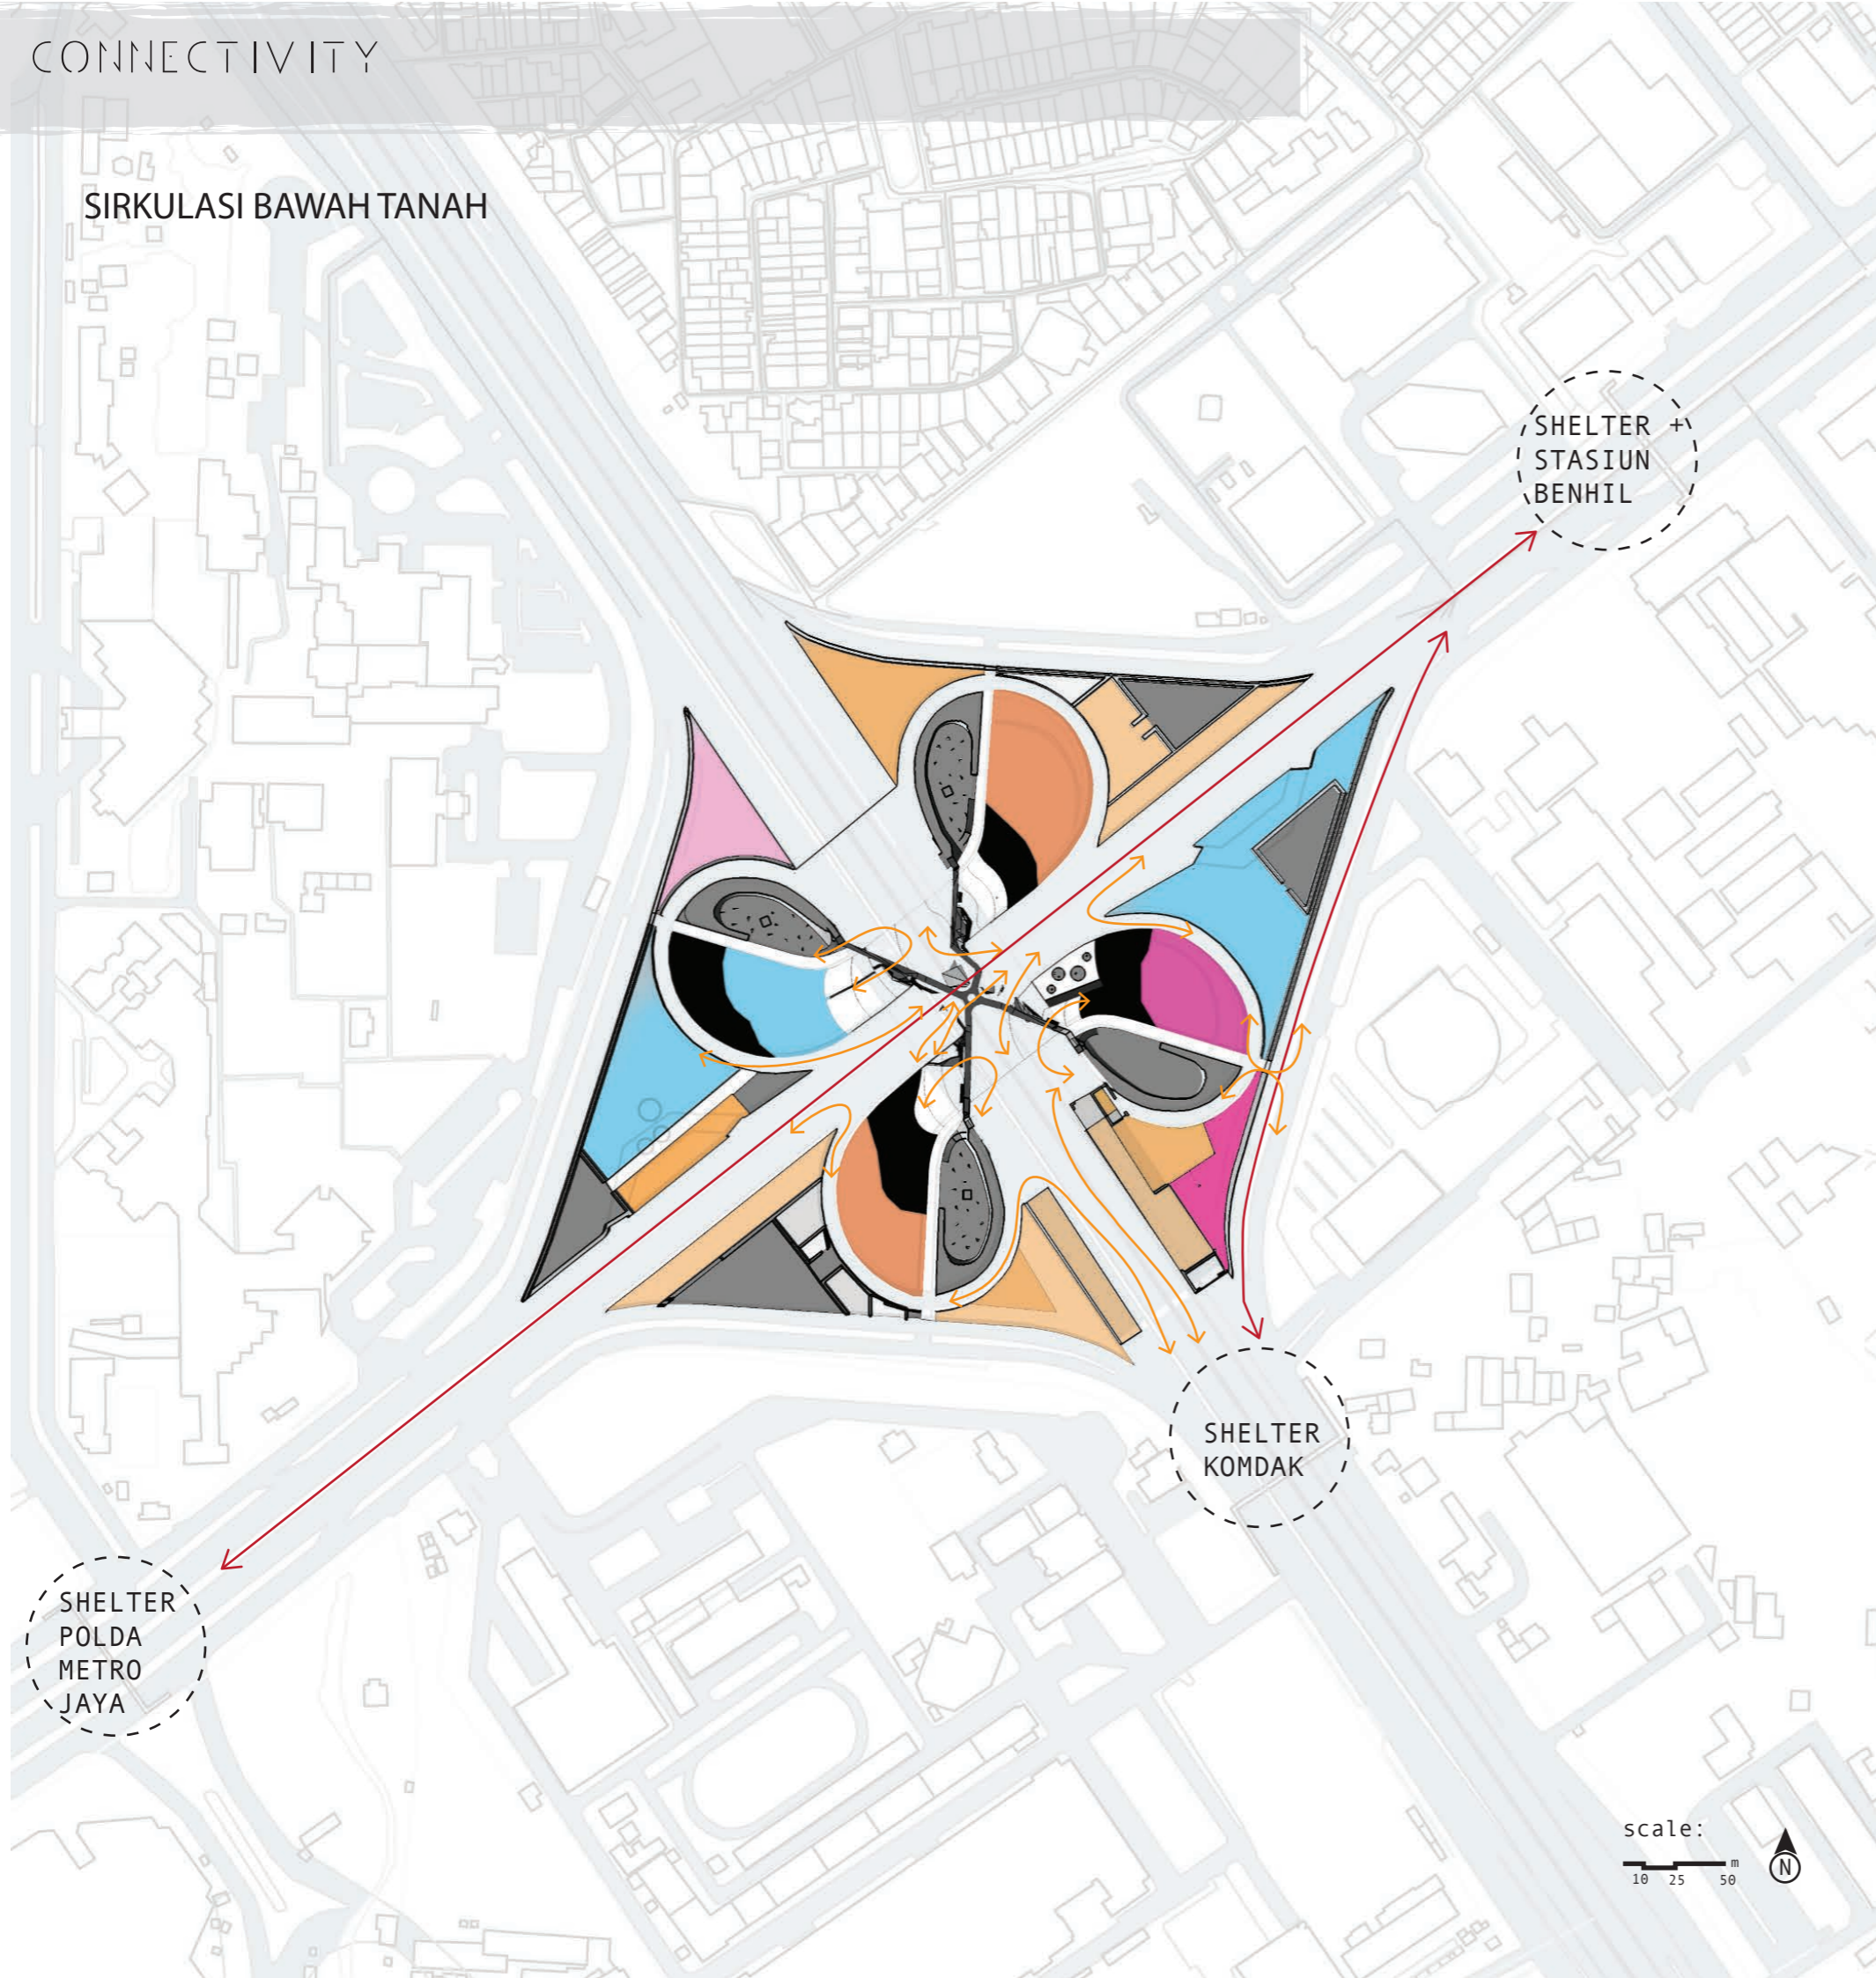 CONNECTIVITY
SIRKULASI BAWAH TANAH
SHELTER +
STASIUN
BENHIL
SHELTER
KOMDAK
SHELTER
POLDA
METRO
JAYA
scale:
m
10 25 50
N